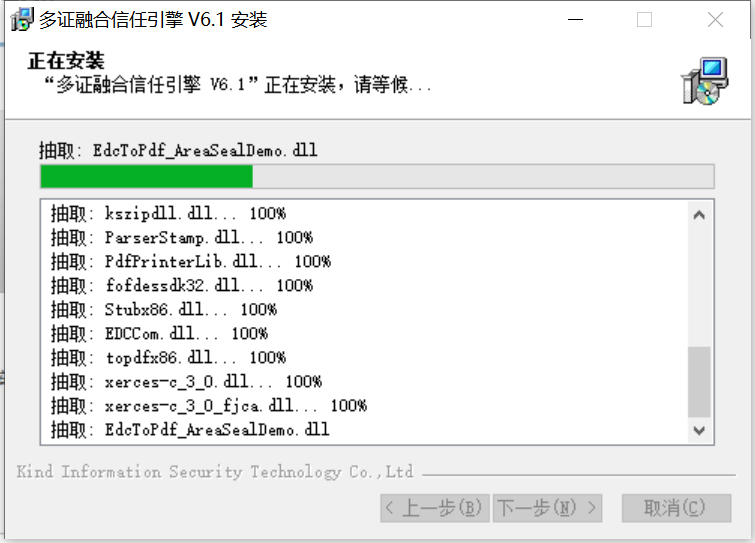 多证融合信任引擎 V6.1 安装
正在安装
“多证融合信任引擎 V6.1”正在安装，请等候...
抽取: EdcToPdf_AreaSealDemo.dll
抽取: kszipdll.dll... 100%
抽取: ParserStamp.dll... 100%
抽取: PdfPrinterLib.dll... 100%
抽取: fofdessdk32.dll... 100%
抽取: Stubx86.dll... 100%
抽取: EDCCom.dll... 100%
抽取: topdfx86.dll... 100%
抽取: xerces-c_3_0.dll... 100%
抽取: xerces-c_3_0_fjca.dll... 100%
抽取: EdcToPdf_AreaSealDemo.dll
Kind Information Security Technology Co.,Ltd
< 上一步(B) 下一步(N) > 取消(C)